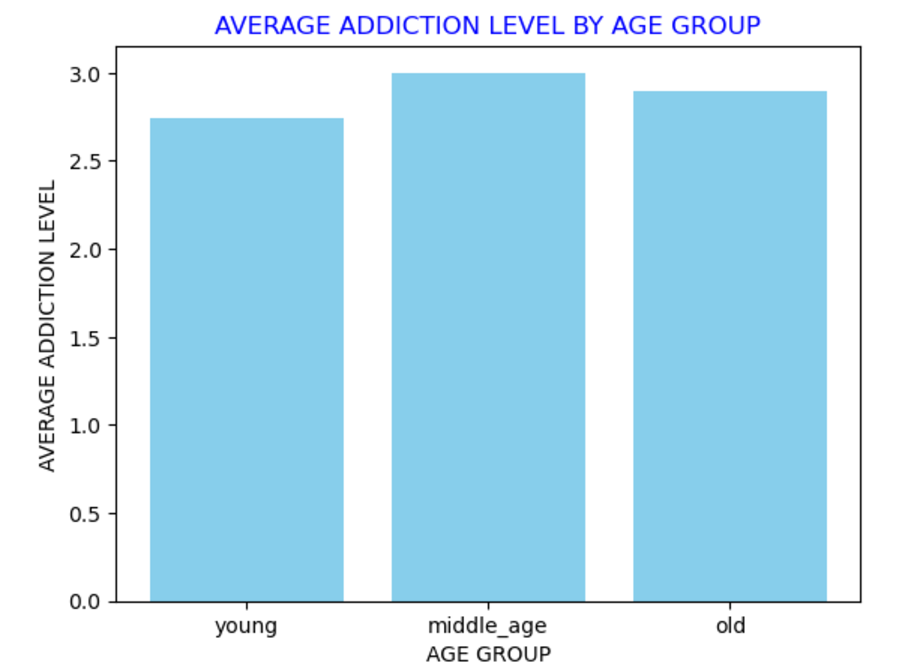 AVERAGE ADDICTION LEVEL BY AGE GROUP
AVERAGE ADDICTION LEVEL
3.0
2.5
2.0
1.5
1.0
0.5
0.0
young middle_age old
AGE GROUP